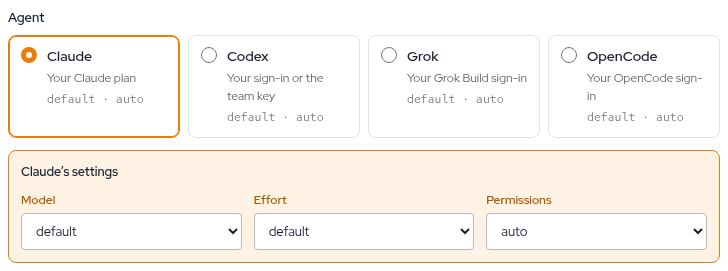 Agent
Claude
Your Claude plan
default · auto
Codex
Your sign-in or the
team key
default · auto
Grok
Your Grok Build sign-in
default · auto
OpenCode
Your OpenCode sign-
in
default · auto
Claude’s settings
Model
default
Effort
default
Permissions
auto